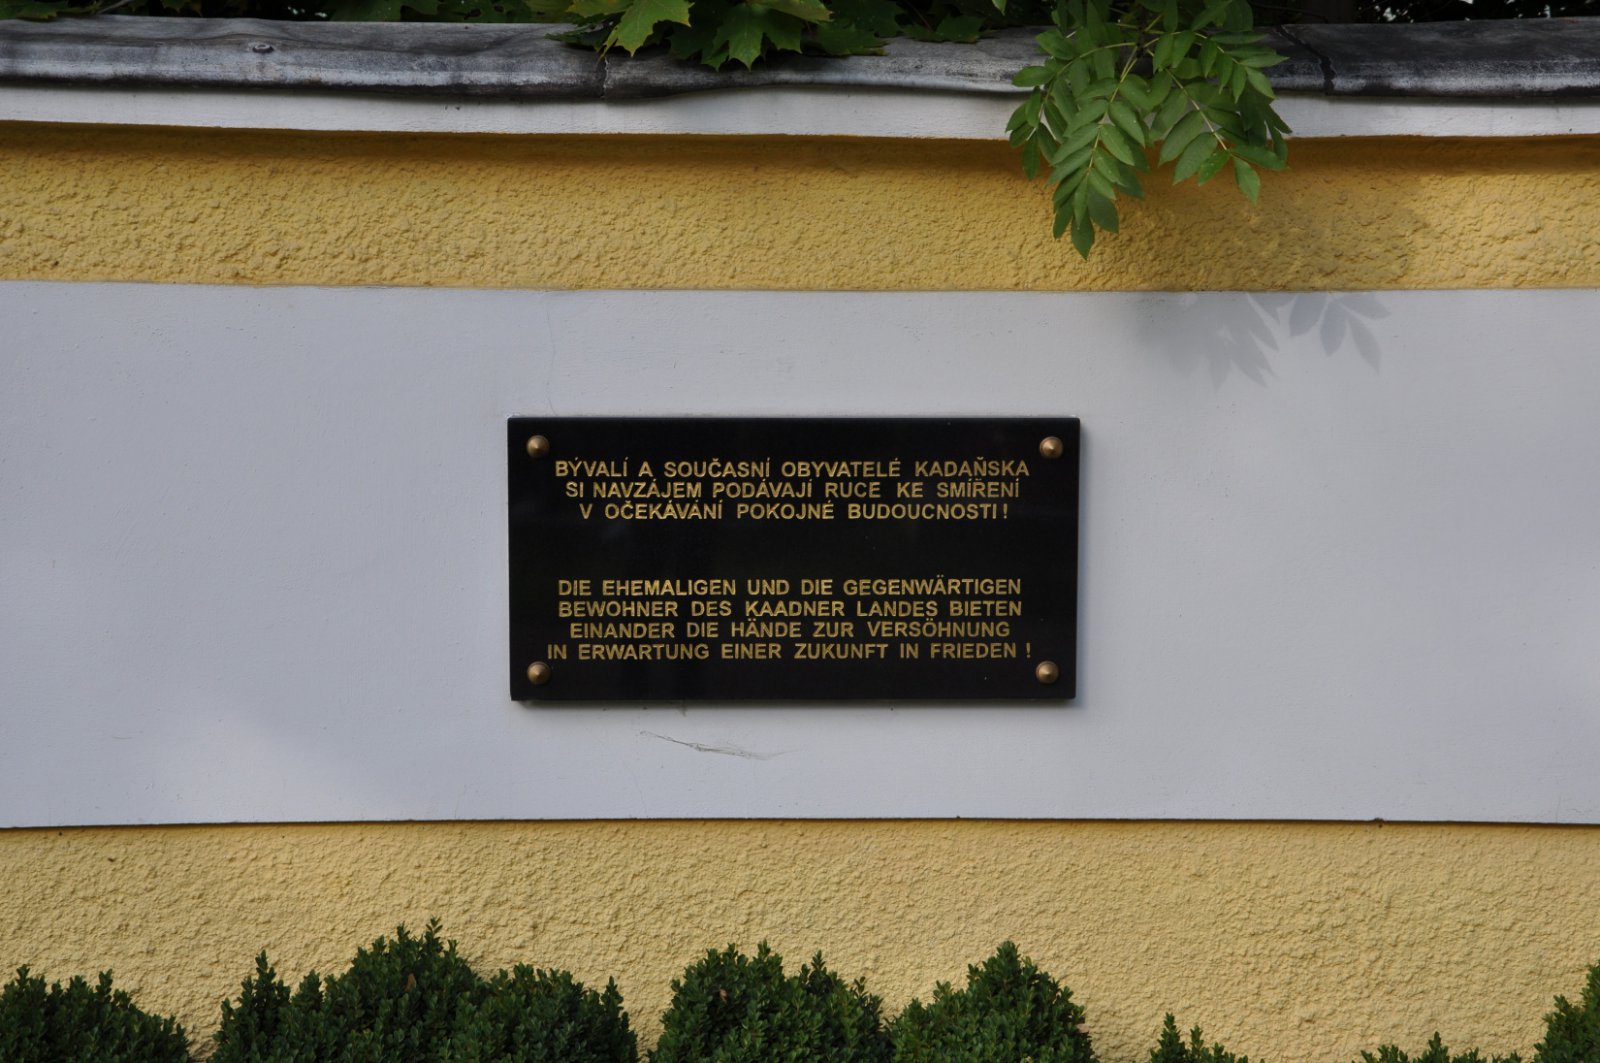 BÝVALÍ A SOUČASNÍ OBYVATELÉ KADAŇSKA
SI NAVZÁJEM PODÁVAJÍ RUCE KE SMÍŘENÍ
V OČEKÁVÁNÍ POKOJNÉ BUDOUCNOSTI!
DIE EHEMALIGEN UND DIE GEGENWÄRTIGEN
BEWOHNER DES KAADNER LANDES BIETEN
EINANDER DIE HÄNDE ZUR VERSÖHNUNG
IN ERWARTUNG EINER ZUKUNFT IN FRIEDEN !